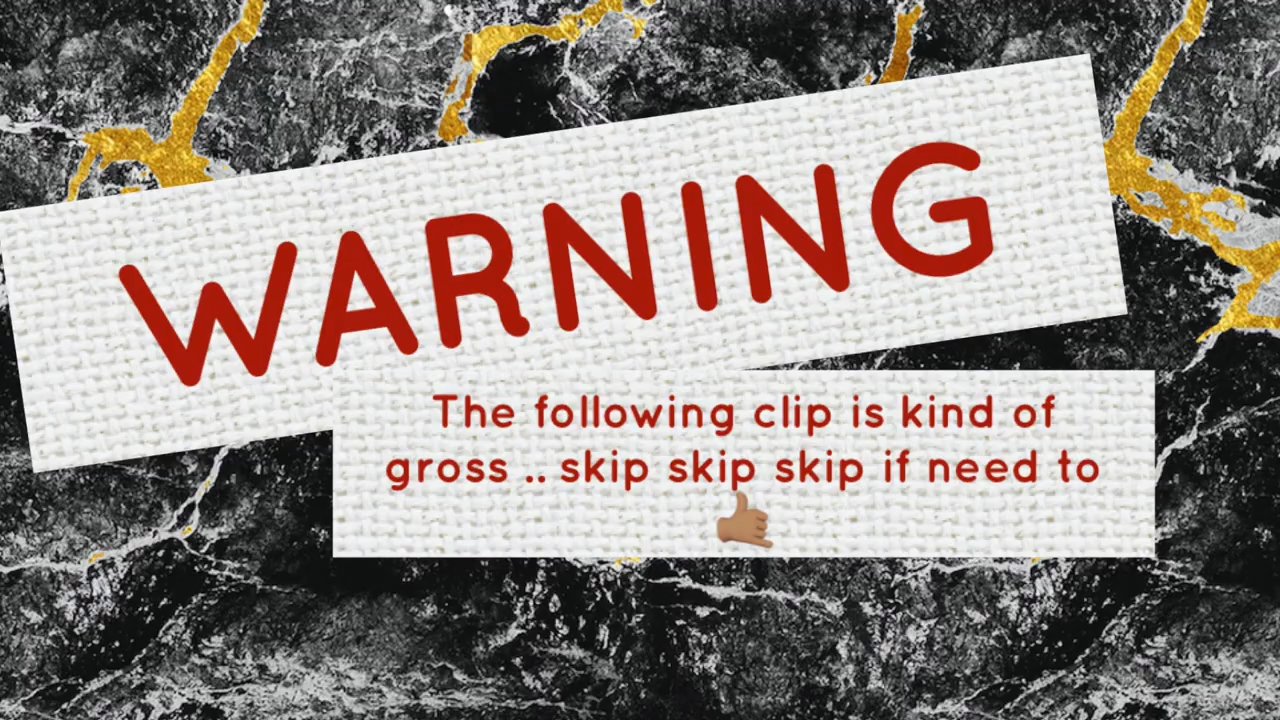 WARNING
The following clip is kind of
gross .. skip skip skip if need to
🤙🏽